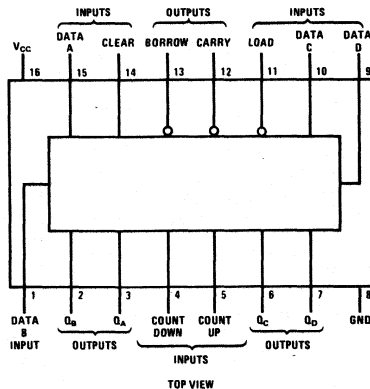 INPUTS OUTPUTS INPUTS
DATA A CLEAR BORROW CARRY LOAD DATA C DATA D
VCC
16 15 14 13 12 11 10 9
1 2 3 4 5 6 7 8
DATA B INPUT QB QA COUNT DOWN COUNT UP QC QD GND
OUTPUTS INPUTS OUTPUTS
TOP VIEW